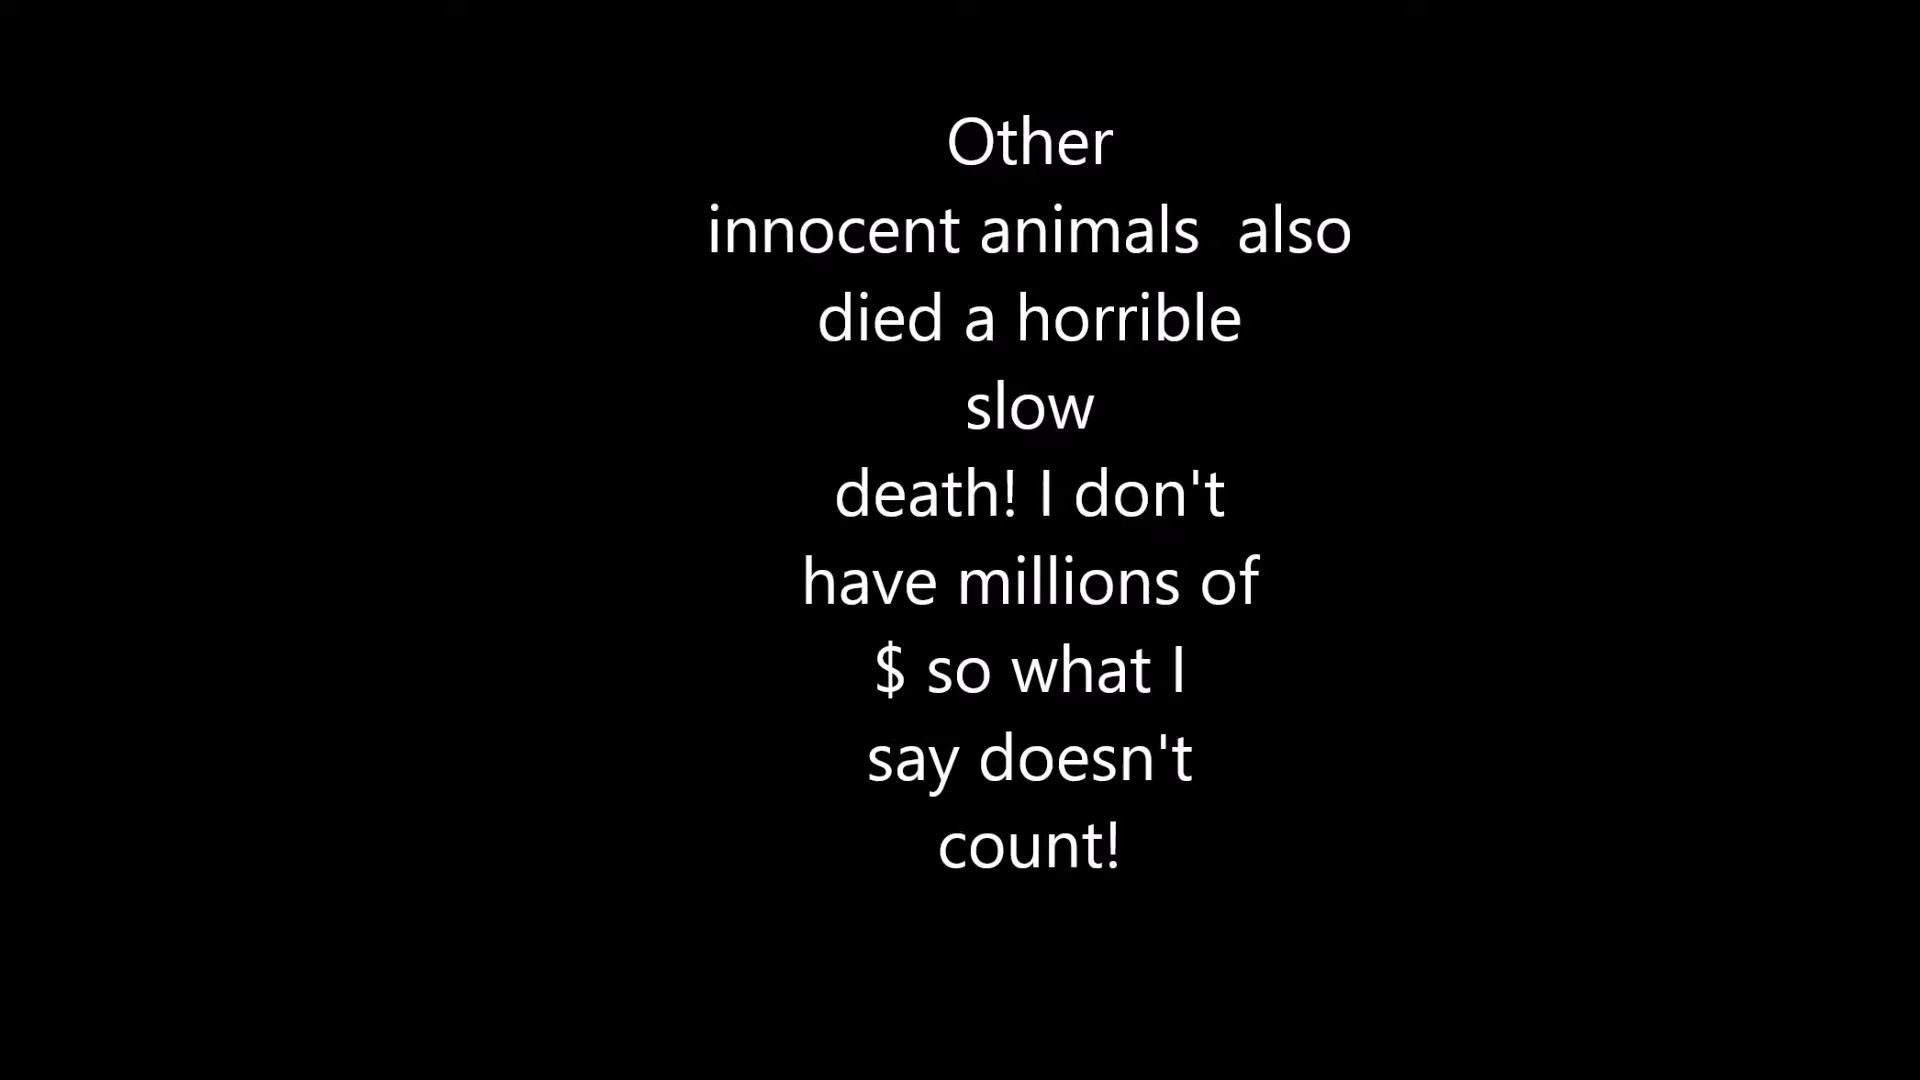 Other
innocent animals  also
died a horrible
slow
death! I don't
have millions of
$ so what I
say doesn't
count!